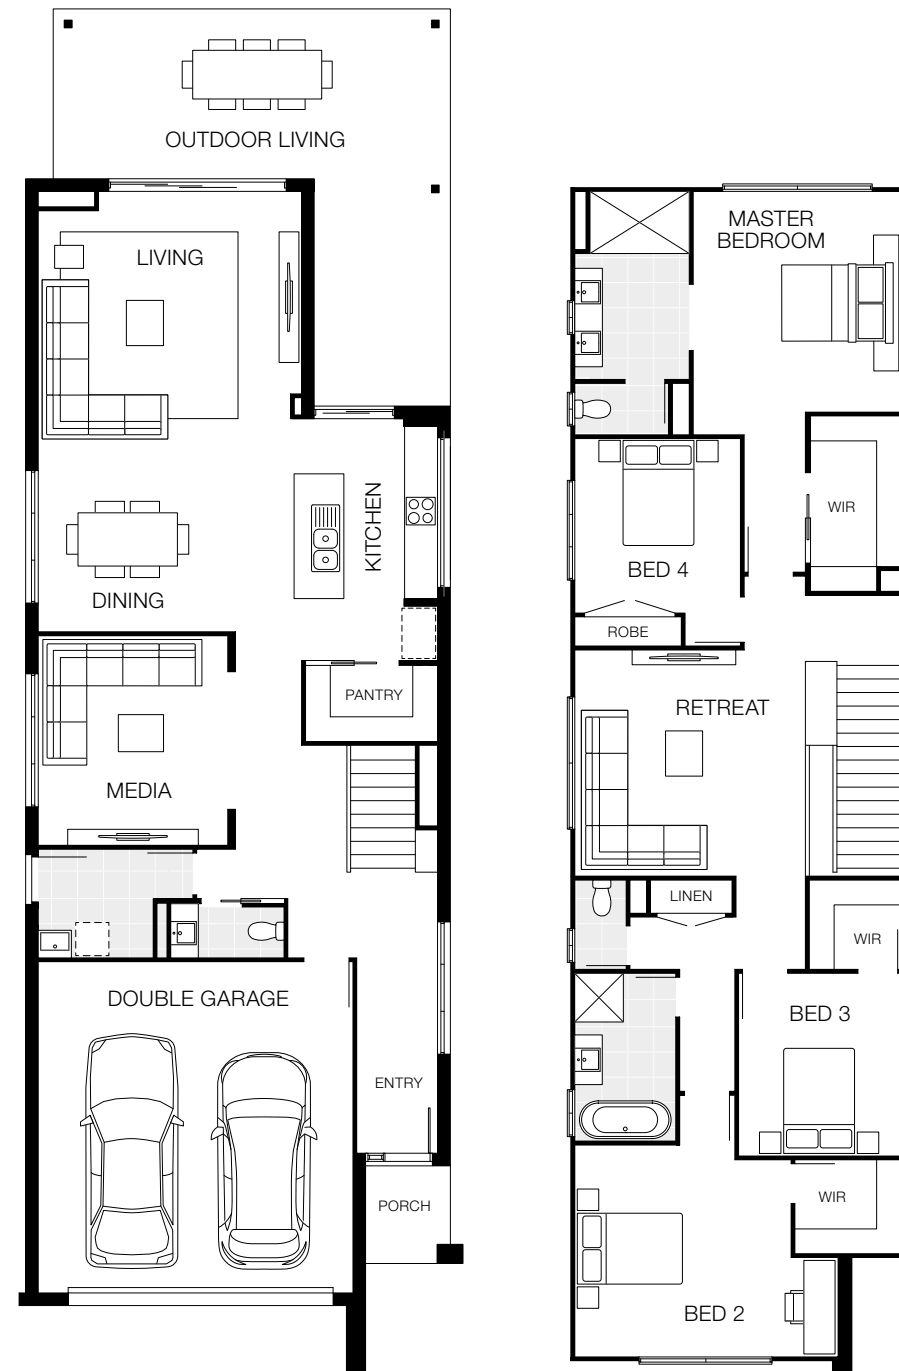 OUTDOOR LIVING
LIVING
KITCHEN
DINING
PANTRY
MEDIA
DOUBLE GARAGE
ENTRY
PORCH
MASTER
BEDROOM
WIR
BED 4
ROBE
RETREAT
LINEN
WIR
BED 3
WIR
BED 2